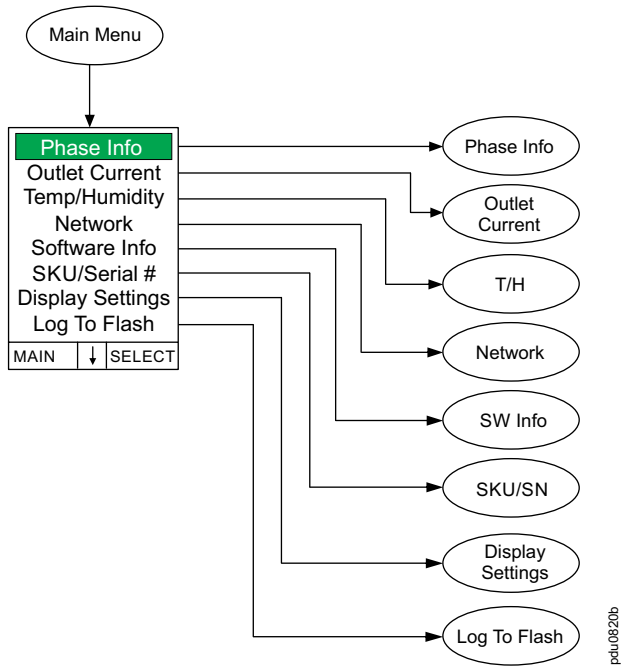 Main Menu
Phase Info
Outlet Current
Temp/Humidity
Network
Software Info
SKU/Serial #
Display Settings
Log To Flash
MAIN ↓ SELECT
Phase Info
Outlet
Current
T/H
Network
SW Info
SKU/SN
Display
Settings
Log To Flash
pdu0820b